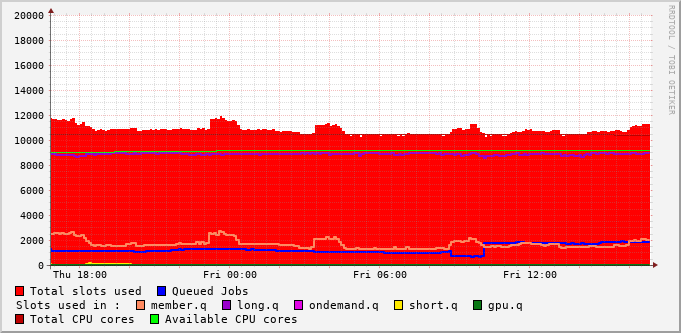 RRDTOOL / TOBI OETIKER
20000
18000
16000
14000
12000
10000
8000
6000
4000
2000
0
Thu 18:00 Fri 00:00 Fri 06:00 Fri 12:00
Total slots used Queued Jobs
Slots used in : member.q long.q ondemand.q short.q gpu.q
Total CPU cores Available CPU cores